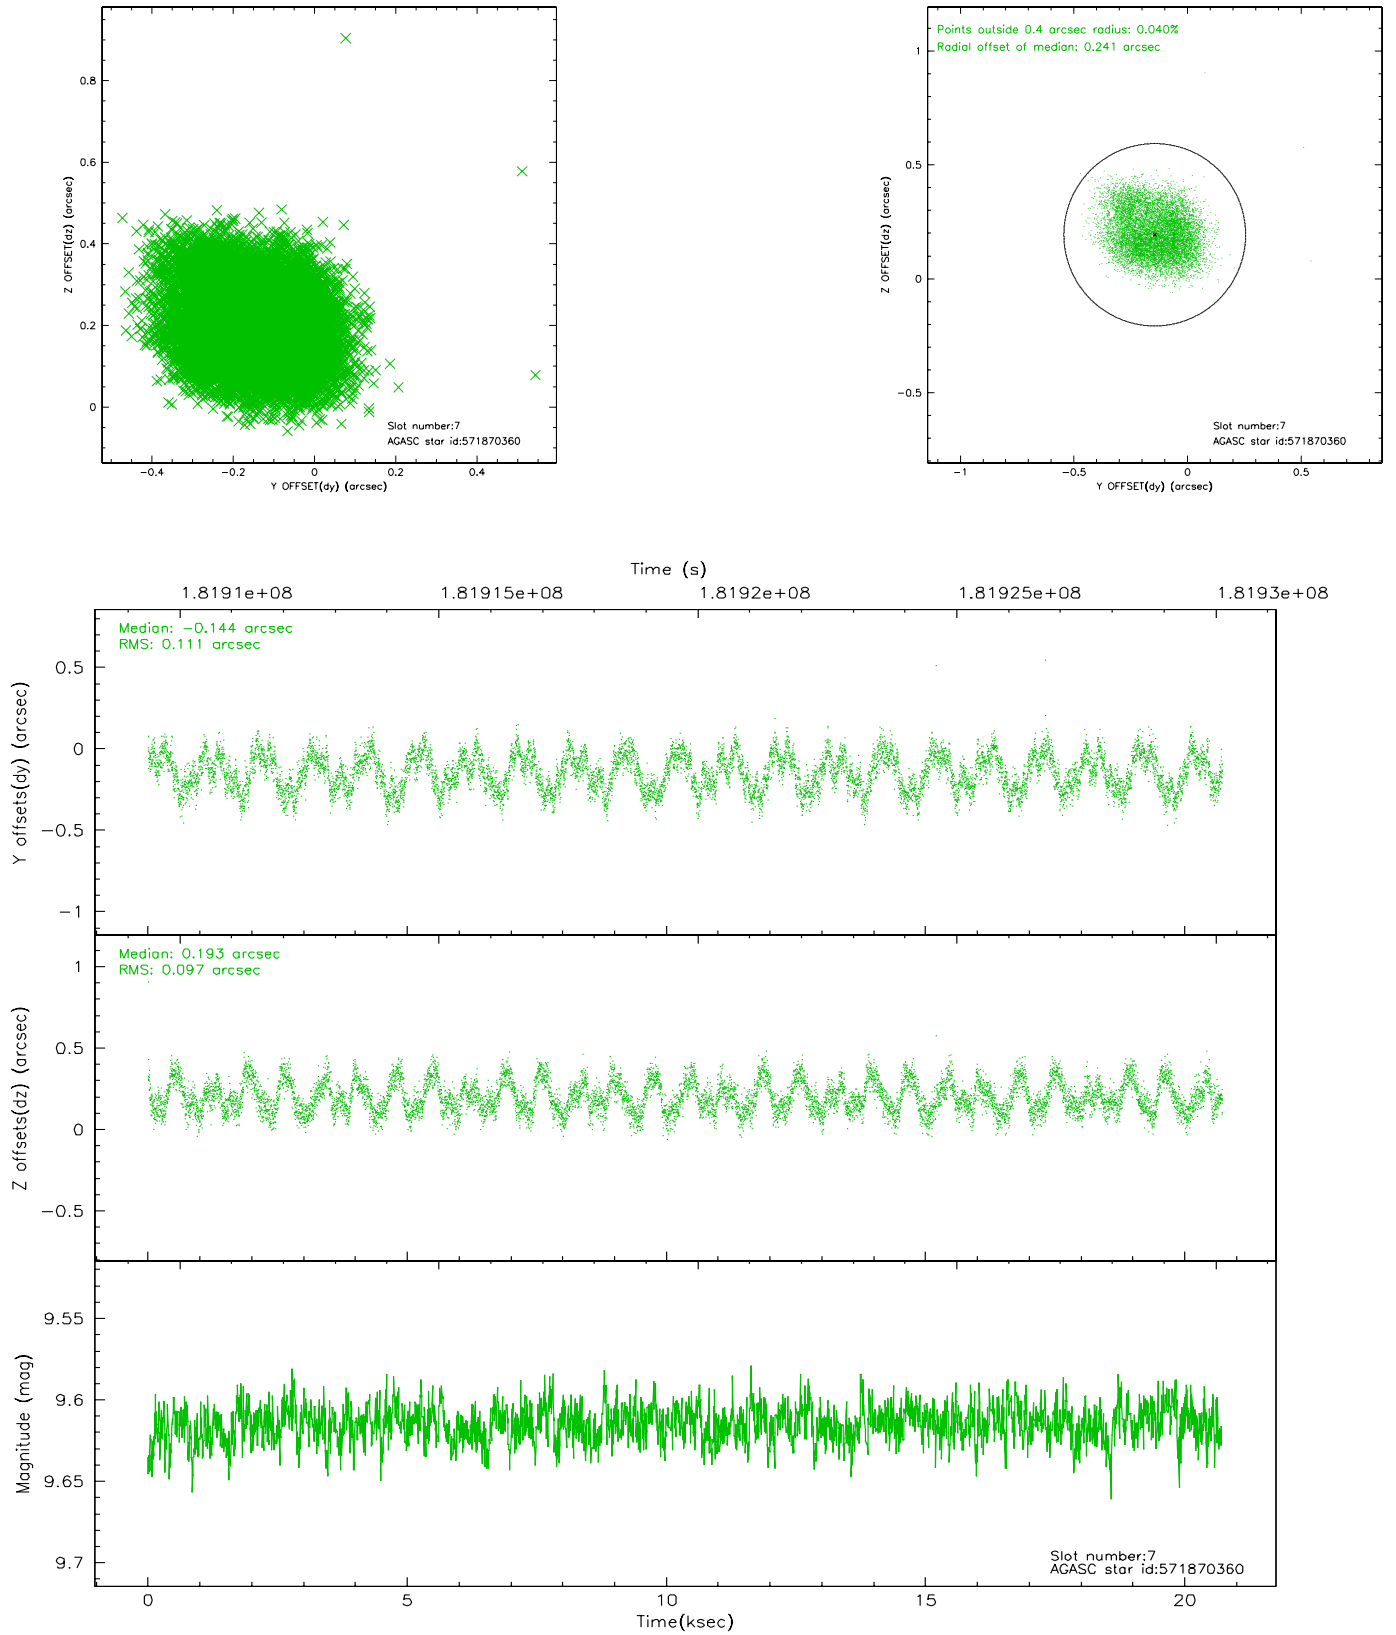 0.8
0.6
0.4
0.2
0
Z OFFSET(dz) (arcsec)
Slot number:7
AGASC star id:571870360
−0.4 −0.2 0 0.2 0.4
Y OFFSET(dy) (arcsec)
Points outside 0.4 arcsec radius: 0.040%
Radial offset of median: 0.241 arcsec
1
0.5
0
−0.5
Z OFFSET(dz) (arcsec)
Slot number:7
AGASC star id:571870360
−1 −0.5 0 0.5
Y OFFSET(dy) (arcsec)
Time (s)
1.8191e+08 1.81915e+08 1.8192e+08 1.81925e+08 1.8193e+08
Median: −0.144 arcsec
RMS: 0.111 arcsec
0.5
0
−0.5
−1
Y offsets(dy) (arcsec)
Median: 0.193 arcsec
RMS: 0.097 arcsec
1
0.5
0
−0.5
Z offsets(dz) (arcsec)
9.55
9.6
9.65
9.7
Magnitude (mag)
Slot number:7
AGASC star id:571870360
0 5 10 15 20
Time(ksec)